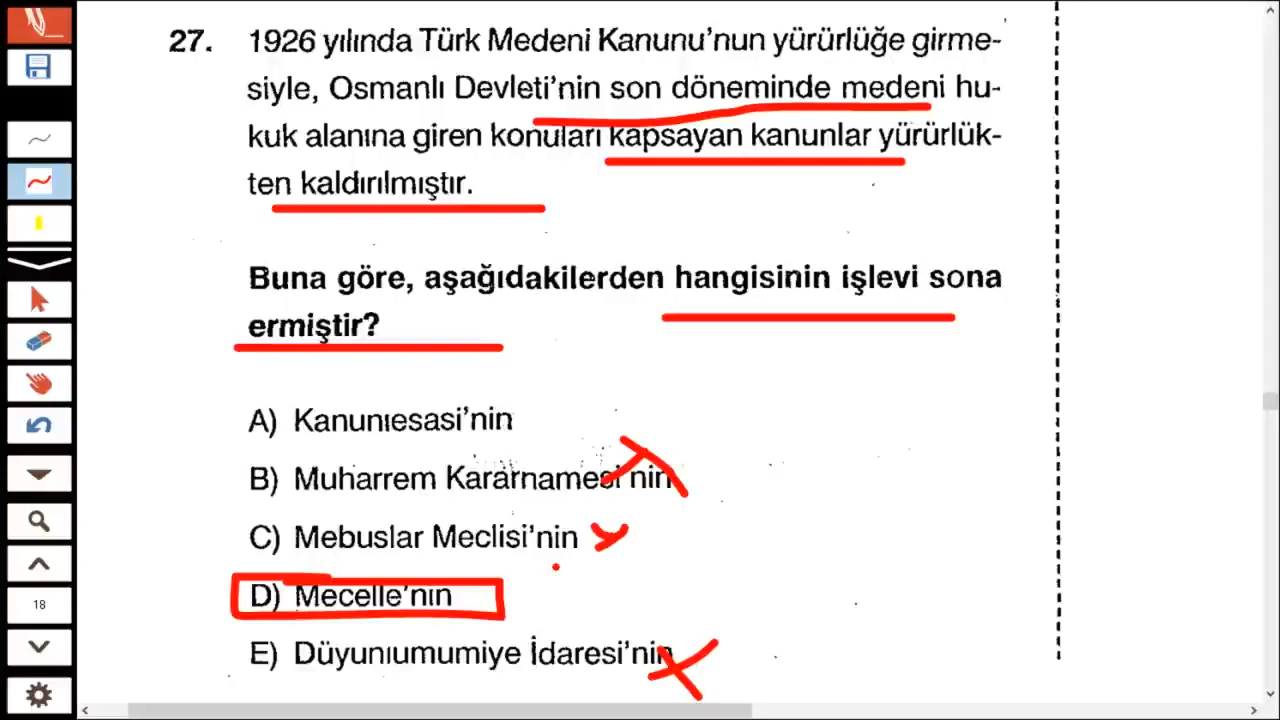 27. 1926 yılında Türk Medeni Kanunu'nun yürürlüğe girme-
siyle, Osmanlı Devleti'nin son döneminde medeni hu-
kuk alanına giren konuları kapsayan kanunlar yürürlük-
ten kaldırılmıştır.
Buna göre, aşağıdakilerden hangisinin işlevi sona
ermiştir?
A) Kanunıesasi'nin
B) Muharrem Kararnamesi'nin
C) Mebuslar Meclisi'nin
D) Mecelle'nin
E) Düyunıumumiye İdaresi'nin
18